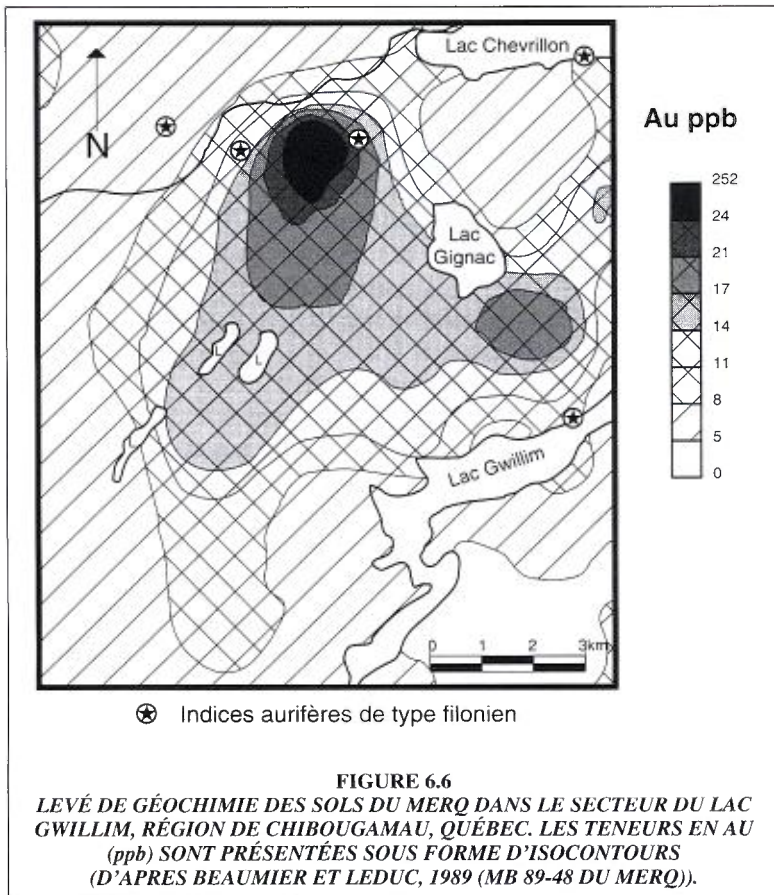 Lac Chevrillon
N
Lac
Gignac
L
L
L
Lac Gwillim
0 1 2 3km
Au ppb
252
24
21
17
14
11
8
5
0
Indices aurifères de type filonien
FIGURE 6.6
LEVÉ DE GÉOCHIMIE DES SOLS DU MERQ DANS LE SECTEUR DU LAC
GWILLIM, RÉGION DE CHIBOUGAMAU, QUÉBEC. LES TENEURS EN AU
(ppb) SONT PRÉSENTÉES SOUS FORME D'ISOCONTOURS
(D'APRES BEAUMIER ET LEDUC, 1989 (MB 89-48 DU MERQ)).